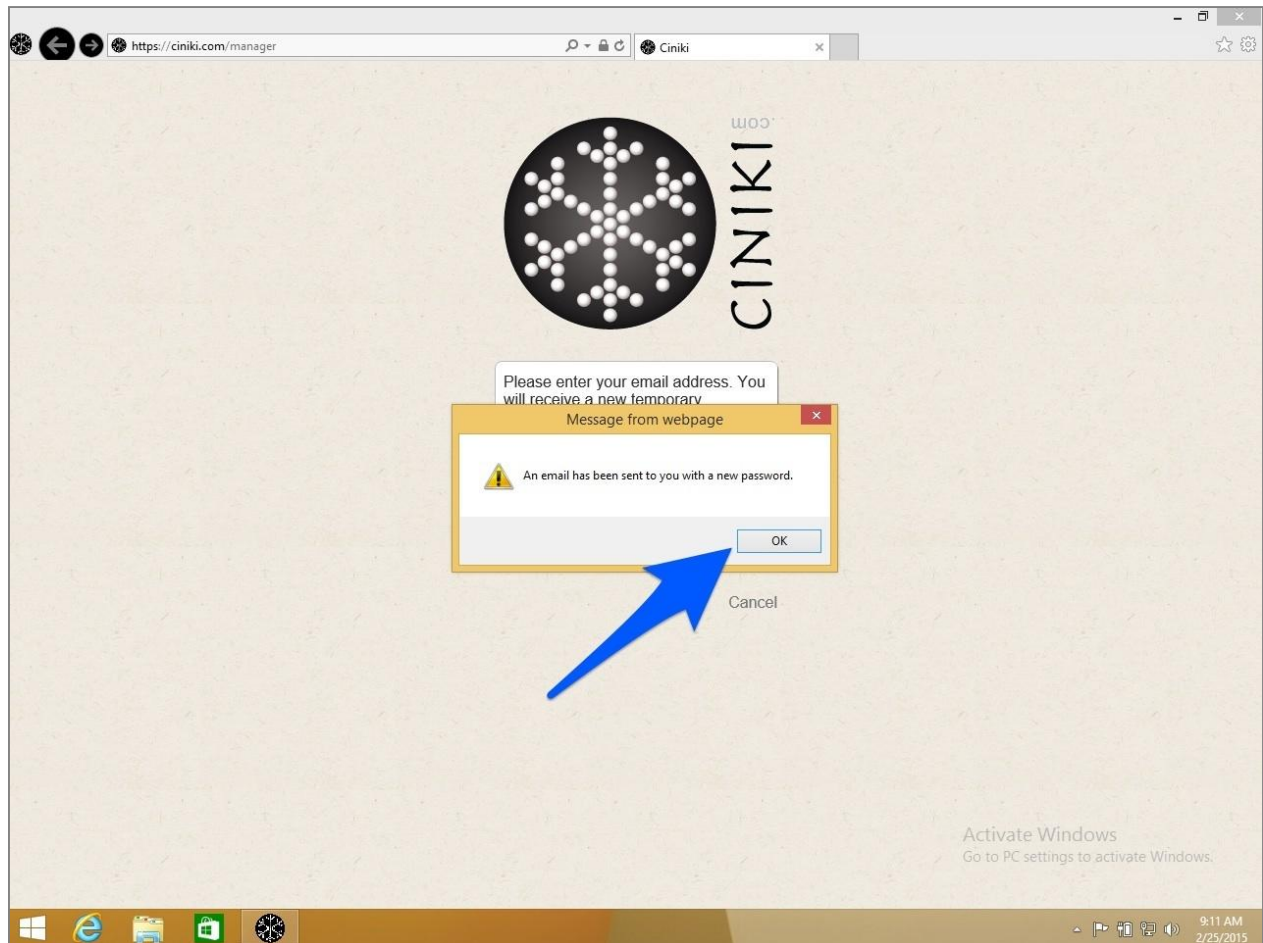 https://ciniki.com/manager
Ciniki
CINIKI.com
Please enter your email address. You
will receive a new temporary
Message from webpage
An email has been sent to you with a new password.
OK
Cancel
Activate Windows
Go to PC settings to activate Windows.
9:11 AM
2/25/2015